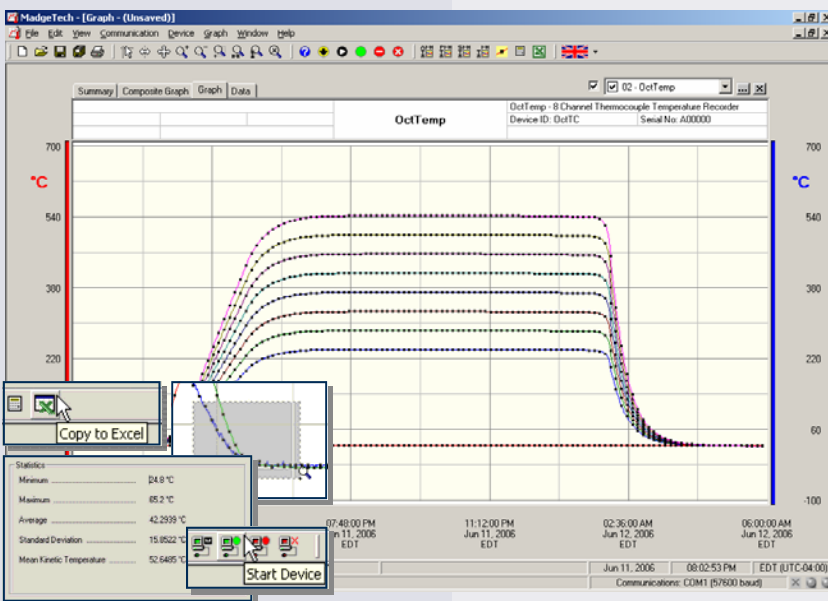 MadgeTech - [Graph - (Unsaved)]
File Edit View Communication Device Graph Window Help
Summary Composite Graph Graph Data
02 - OctTemp
OctTemp
OctTemp - 8 Channel Thermocouple Temperature Recorder
Device ID: OctTC Serial No: A00000
700 700
°C °C
540 540
380 380
220 220
60
-100
Copy to Excel
Statistics
Minimum 24.8 °C
Maximum 65.2 °C
Average 42.2939 °C
Standard Deviation 15.8522 °C
Mean Kinetic Temperature 52.6485 °C
Start Device
07:48:00 PM 11:12:00 PM 02:36:00 AM 06:00:00 AM
Jun 11, 2006 Jun 11, 2006 Jun 12, 2006 Jun 12, 2006
EDT EDT EDT EDT
Jun 11, 2006 08:02:53 PM EDT (UTC-04:00)
Communications: COM1 (57600 baud)